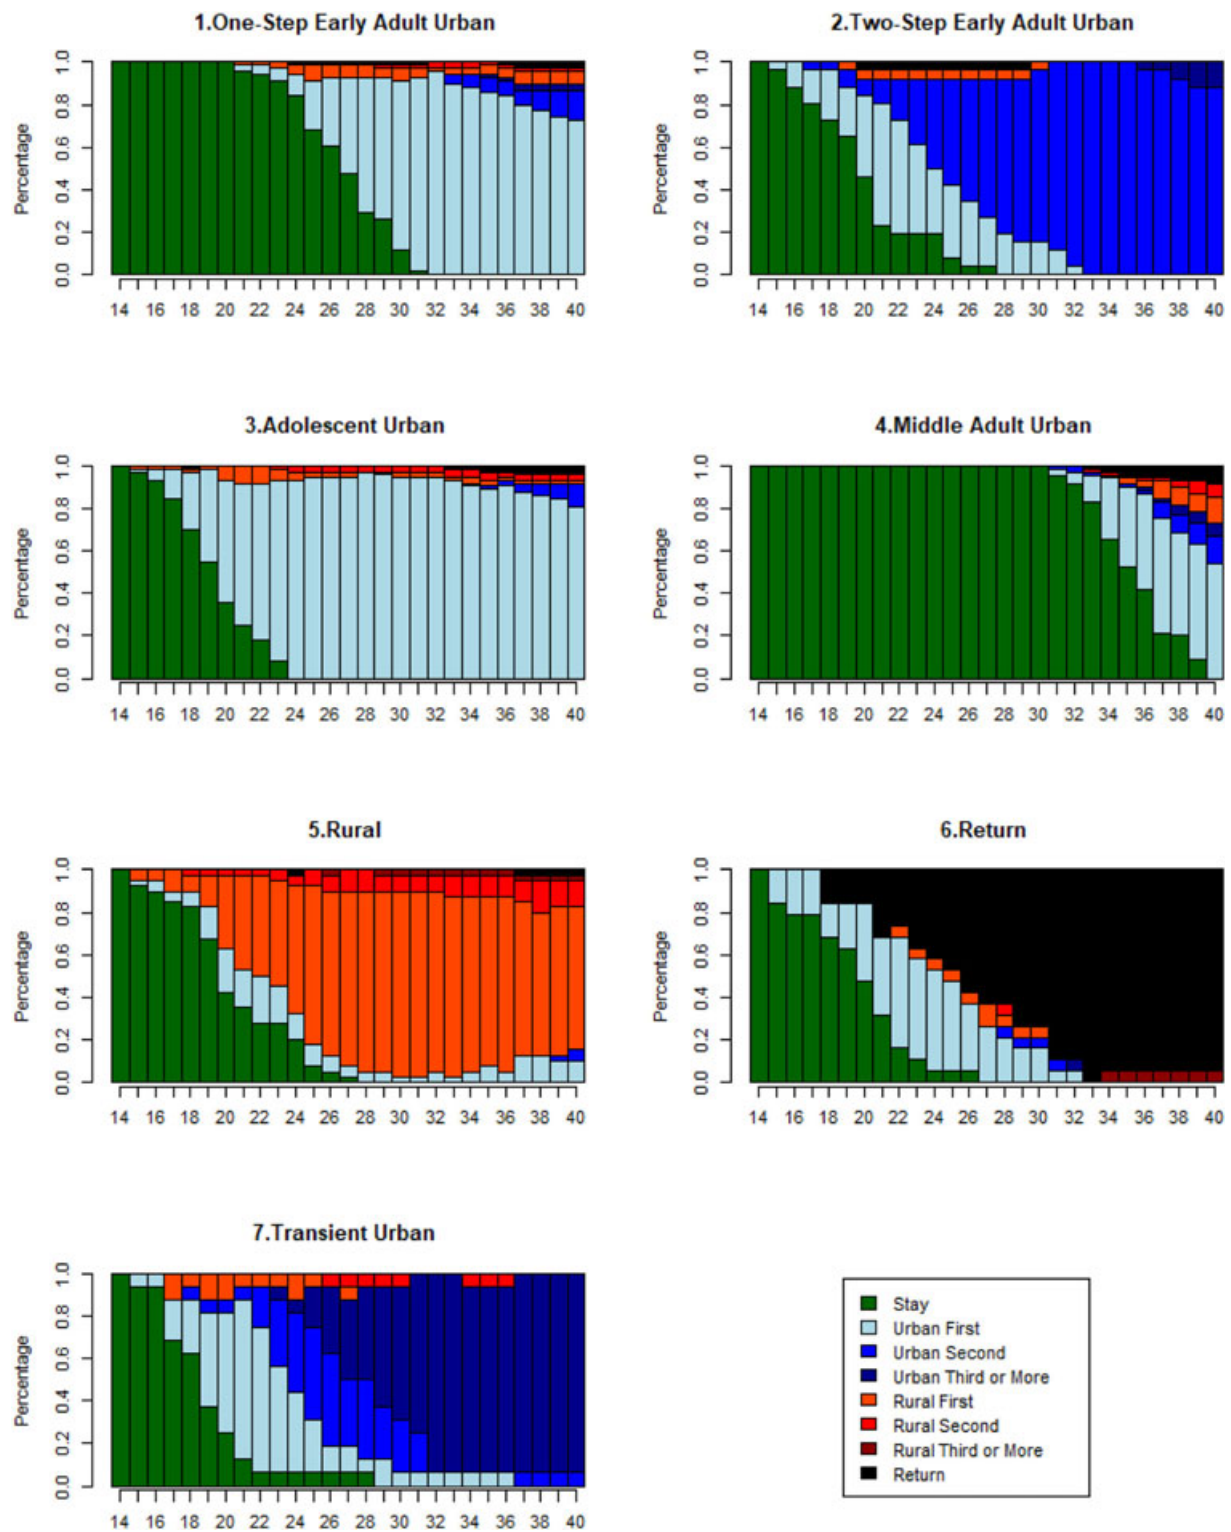 1.One-Step Early Adult Urban
Percentage
0.0 0.2 0.4 0.6 0.8 1.0
14 16 18 20 22 24 26 28 30 32 34 36 38 40
2.Two-Step Early Adult Urban
Percentage
0.0 0.2 0.4 0.6 0.8 1.0
14 16 18 20 22 24 26 28 30 32 34 36 38 40
3.Adolescent Urban
Percentage
0.0 0.2 0.4 0.6 0.8 1.0
14 16 18 20 22 24 26 28 30 32 34 36 38 40
4.Middle Adult Urban
Percentage
0.0 0.2 0.4 0.6 0.8 1.0
14 16 18 20 22 24 26 28 30 32 34 36 38 40
5.Rural
Percentage
0.0 0.2 0.4 0.6 0.8 1.0
14 16 18 20 22 24 26 28 30 32 34 36 38 40
6.Return
Percentage
0.0 0.2 0.4 0.6 0.8 1.0
14 16 18 20 22 24 26 28 30 32 34 36 38 40
7.Transient Urban
Percentage
0.0 0.2 0.4 0.6 0.8 1.0
14 16 18 20 22 24 26 28 30 32 34 36 38 40
Stay
Urban First
Urban Second
Urban Third or More
Rural First
Rural Second
Rural Third or More
Return